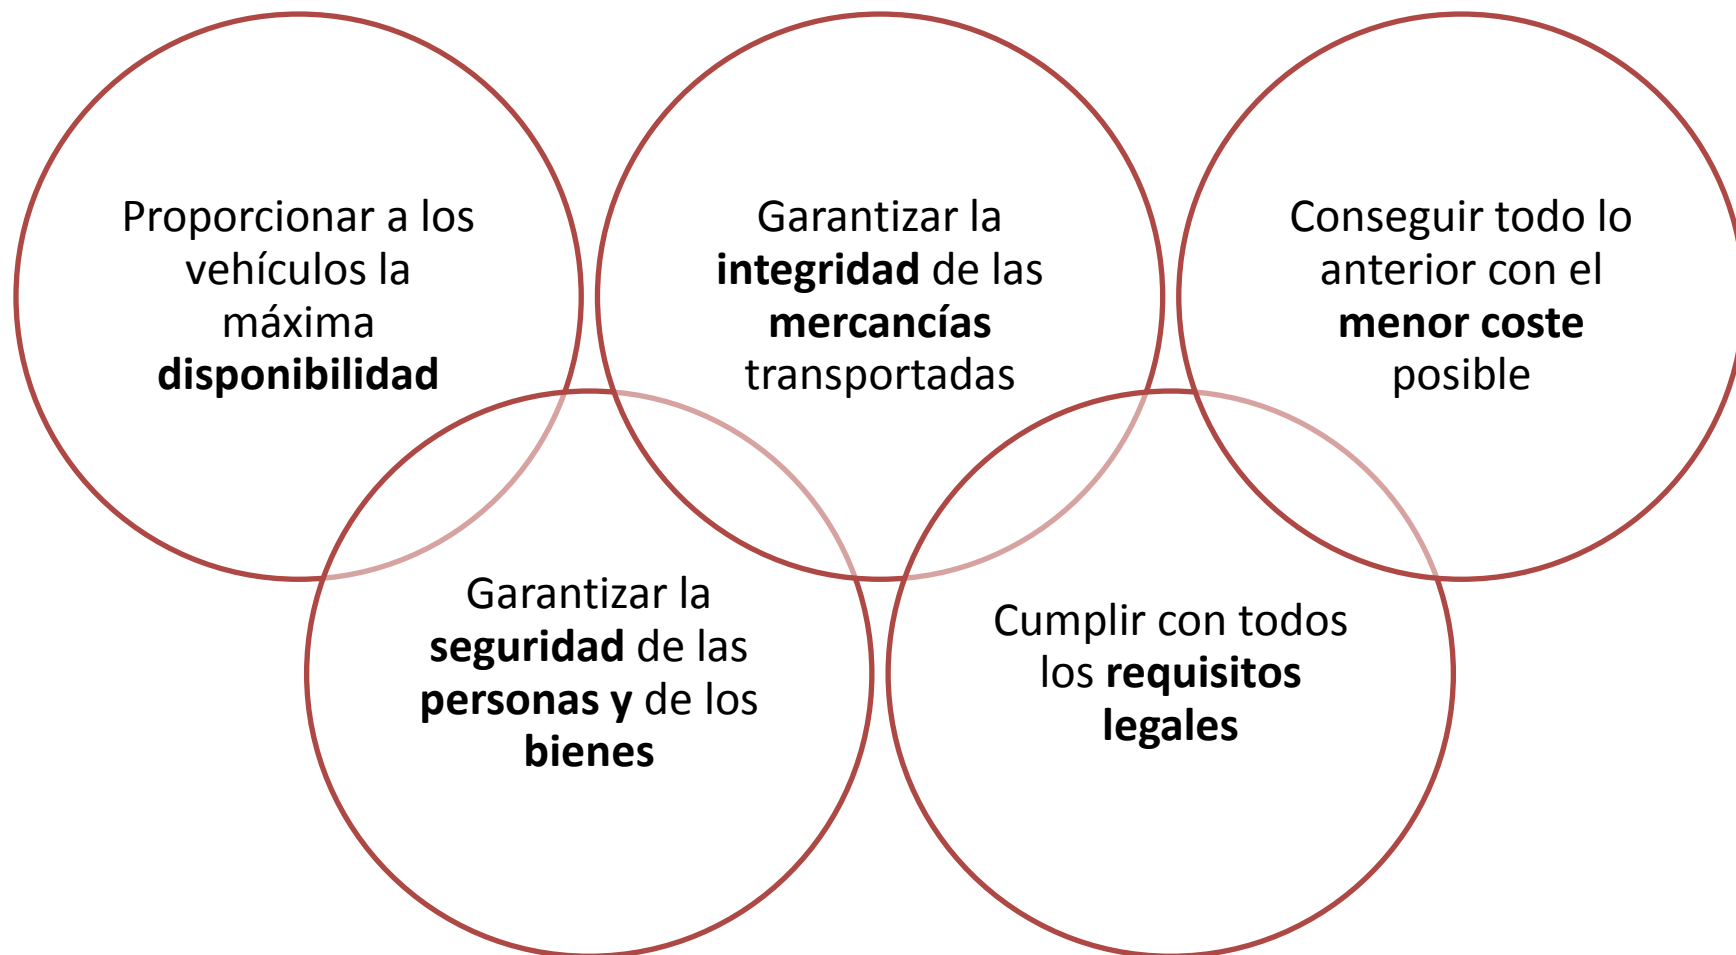 Proporcionar a los
vehículos la
máxima
disponibilidad
Garantizar la
seguridad de las
personas y de los
bienes
Garantizar la
integridad de las
mercancías
transportadas
Cumplir con todos
los requisitos
legales
Conseguir todo lo
anterior con el
menor coste
posible